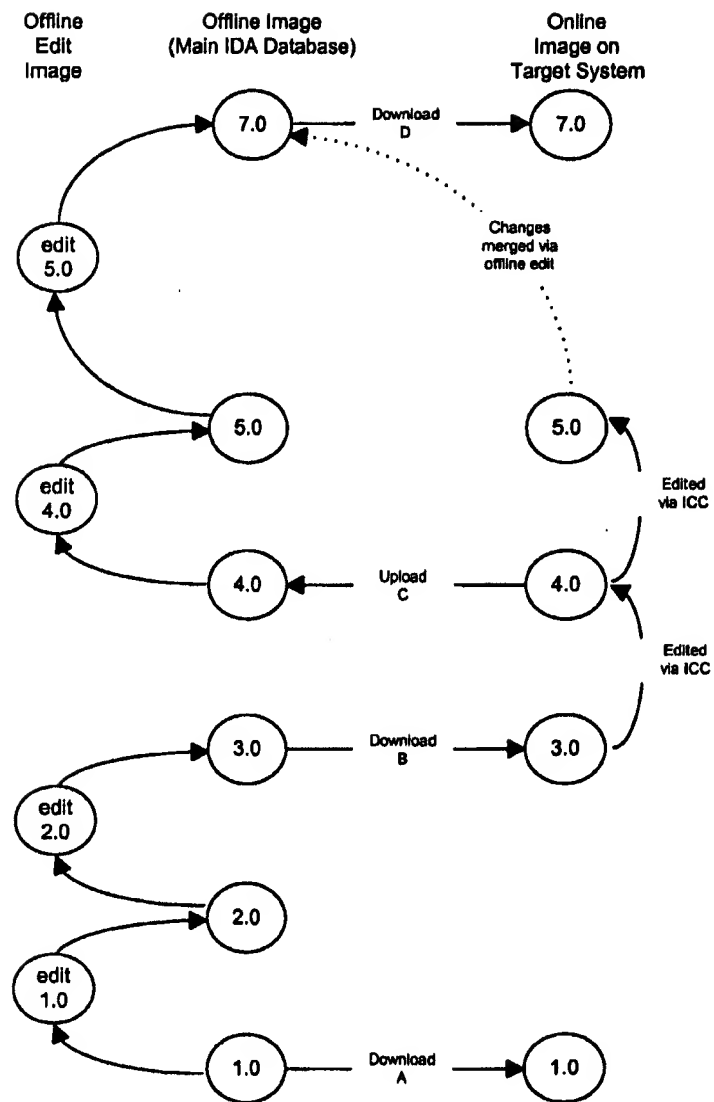 Offline
Edit
Image
Offline Image
(Main IDA Database)
Online
Image on
Target System
7.0
Download
D
7.0
edit
5.0
Changes
merged via
offline edit
5.0
5.0
edit
4.0
Edited
via ICC
4.0
Upload
C
4.0
Edited
via ICC
3.0
Download
B
3.0
edit
2.0
2.0
edit
1.0
1.0
Download
A
1.0